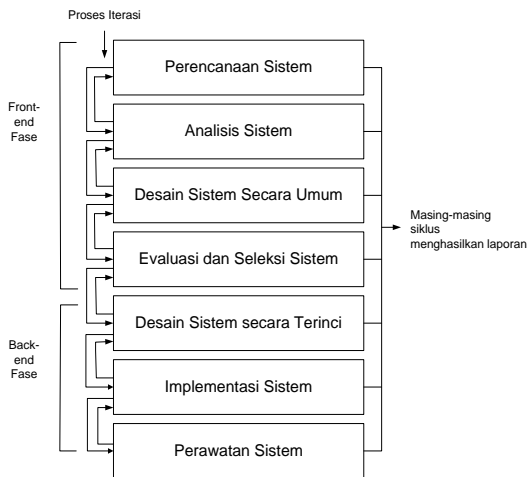 Proses Iterasi
Perencanaan Sistem
Front-
end
Fase
Analisis Sistem
Desain Sistem Secara Umum
Masing-masing
siklus
menghasilkan laporan
Evaluasi dan Seleksi Sistem
Desain Sistem secara Terinci
Back-
end
Fase
Implementasi Sistem
Perawatan Sistem